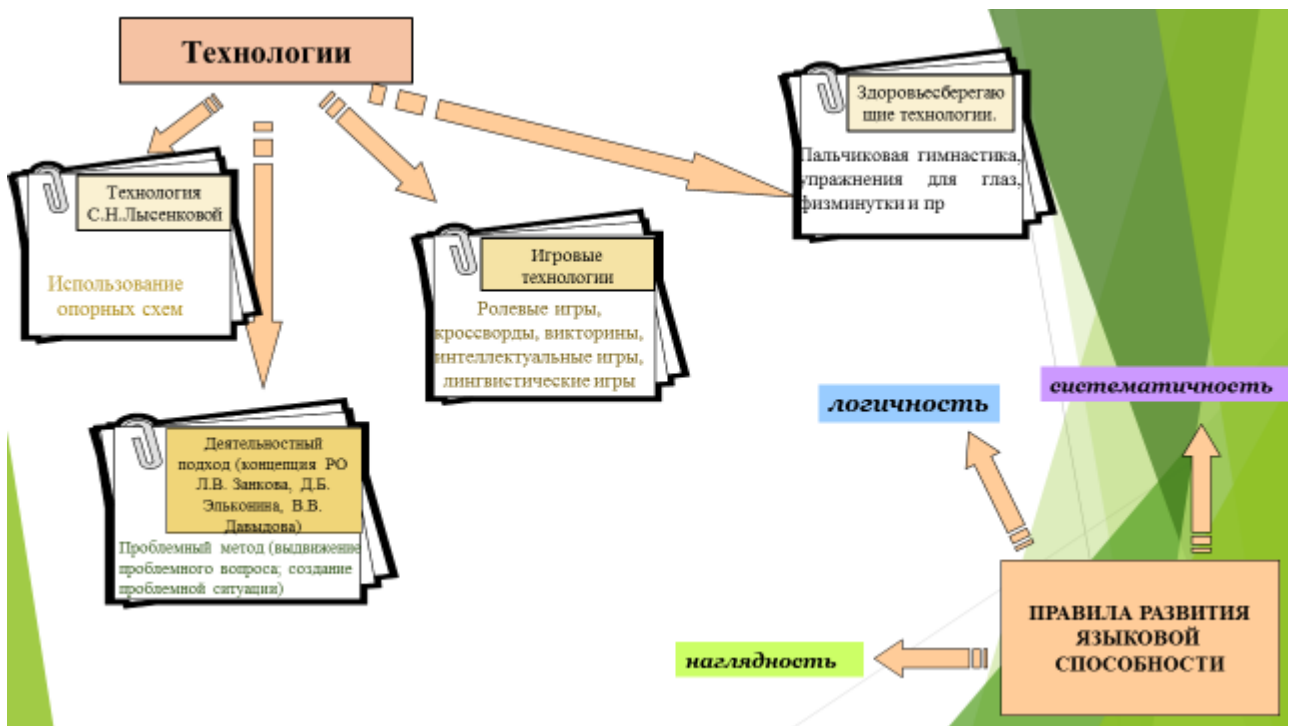 Технологии
Здоровьесберегаю
щие технологии.
Пальчиковая гимнастика,
упражнения для глаз,
физминутки и пр
Технология
С.Н.Лысенковой
Использование
опорных схем
Игровые
технологии
Ролевые игры,
кроссворды, викторины,
интеллектуальные игры,
лингвистические игры
Деятельностный
подход (концепция РО
Л.В. Занкова, Д.Б.
Эльконина, В.В.
Давыдова)
Проблемный метод (выдвижение
проблемного вопроса; создание
проблемной ситуации)
систематичность
логичность
ПРАВИЛА РАЗВИТИЯ
ЯЗЫКОВОЙ
СПОСОБНОСТИ
наглядность